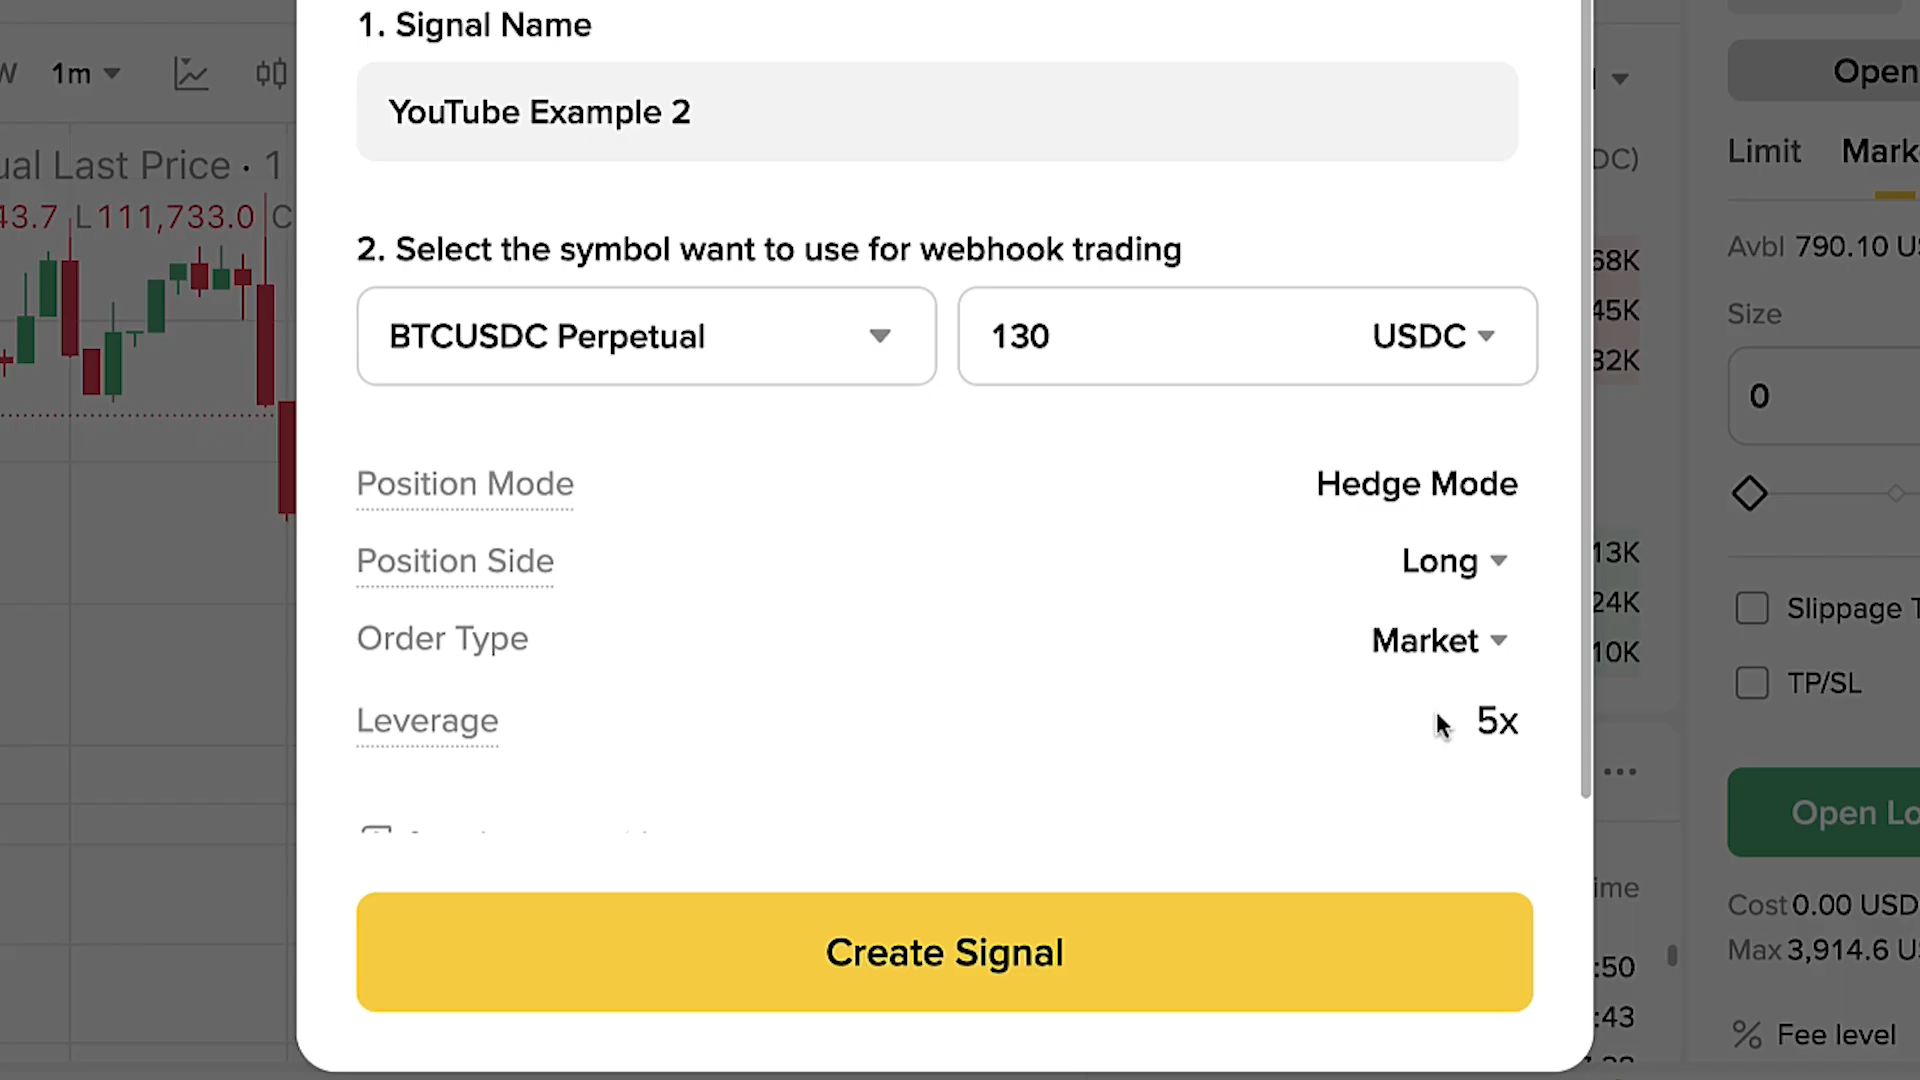 1. Signal Name
YouTube Example 2
2. Select the symbol want to use for webhook trading
BTCUSDC Perpetual
130
USDC
Position Mode
Hedge Mode
Position Side
Long
Order Type
Market
Leverage
5x
Create Signal
1m
Last Price · 1
43.7 L111,733.0 C
DC)
68K
45K
32K
13K
24K
10K
:50
:43
Open
Limit
Mark
Avbl 790.10 US
Size
0
Slippage T
TP/SL
Open Lo
Cost 0.00 USD
Max 3,914.6 US
Fee level